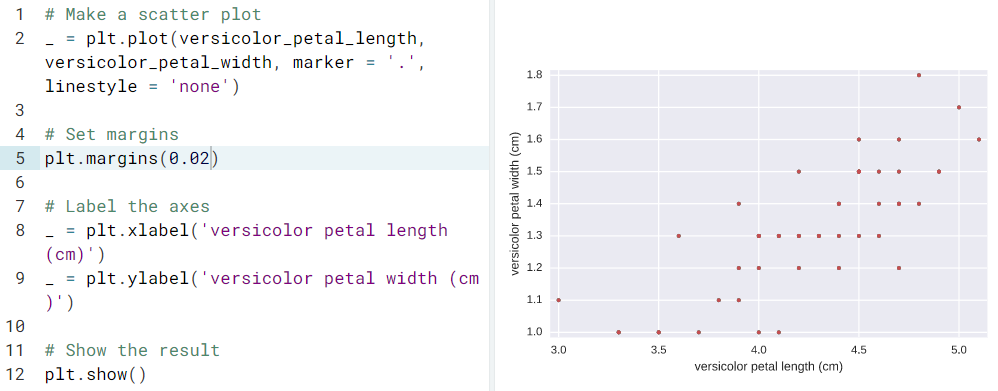 1 # Make a scatter plot
2 _ = plt.plot(versicolor_petal_length,
versicolor_petal_width, marker = '.',
linestyle = 'none')
3
4 # Set margins
5 plt.margins(0.02)
6
7 # Label the axes
8 _ = plt.xlabel('versicolor petal length
(cm)')
9 _ = plt.ylabel('versicolor petal width (cm
)')
10
11 # Show the result
12 plt.show()
versicolor petal width (cm)
1.8
1.7
1.6
1.5
1.4
1.3
1.2
1.1
1.0
3.0 3.5 4.0 4.5 5.0
versicolor petal length (cm)